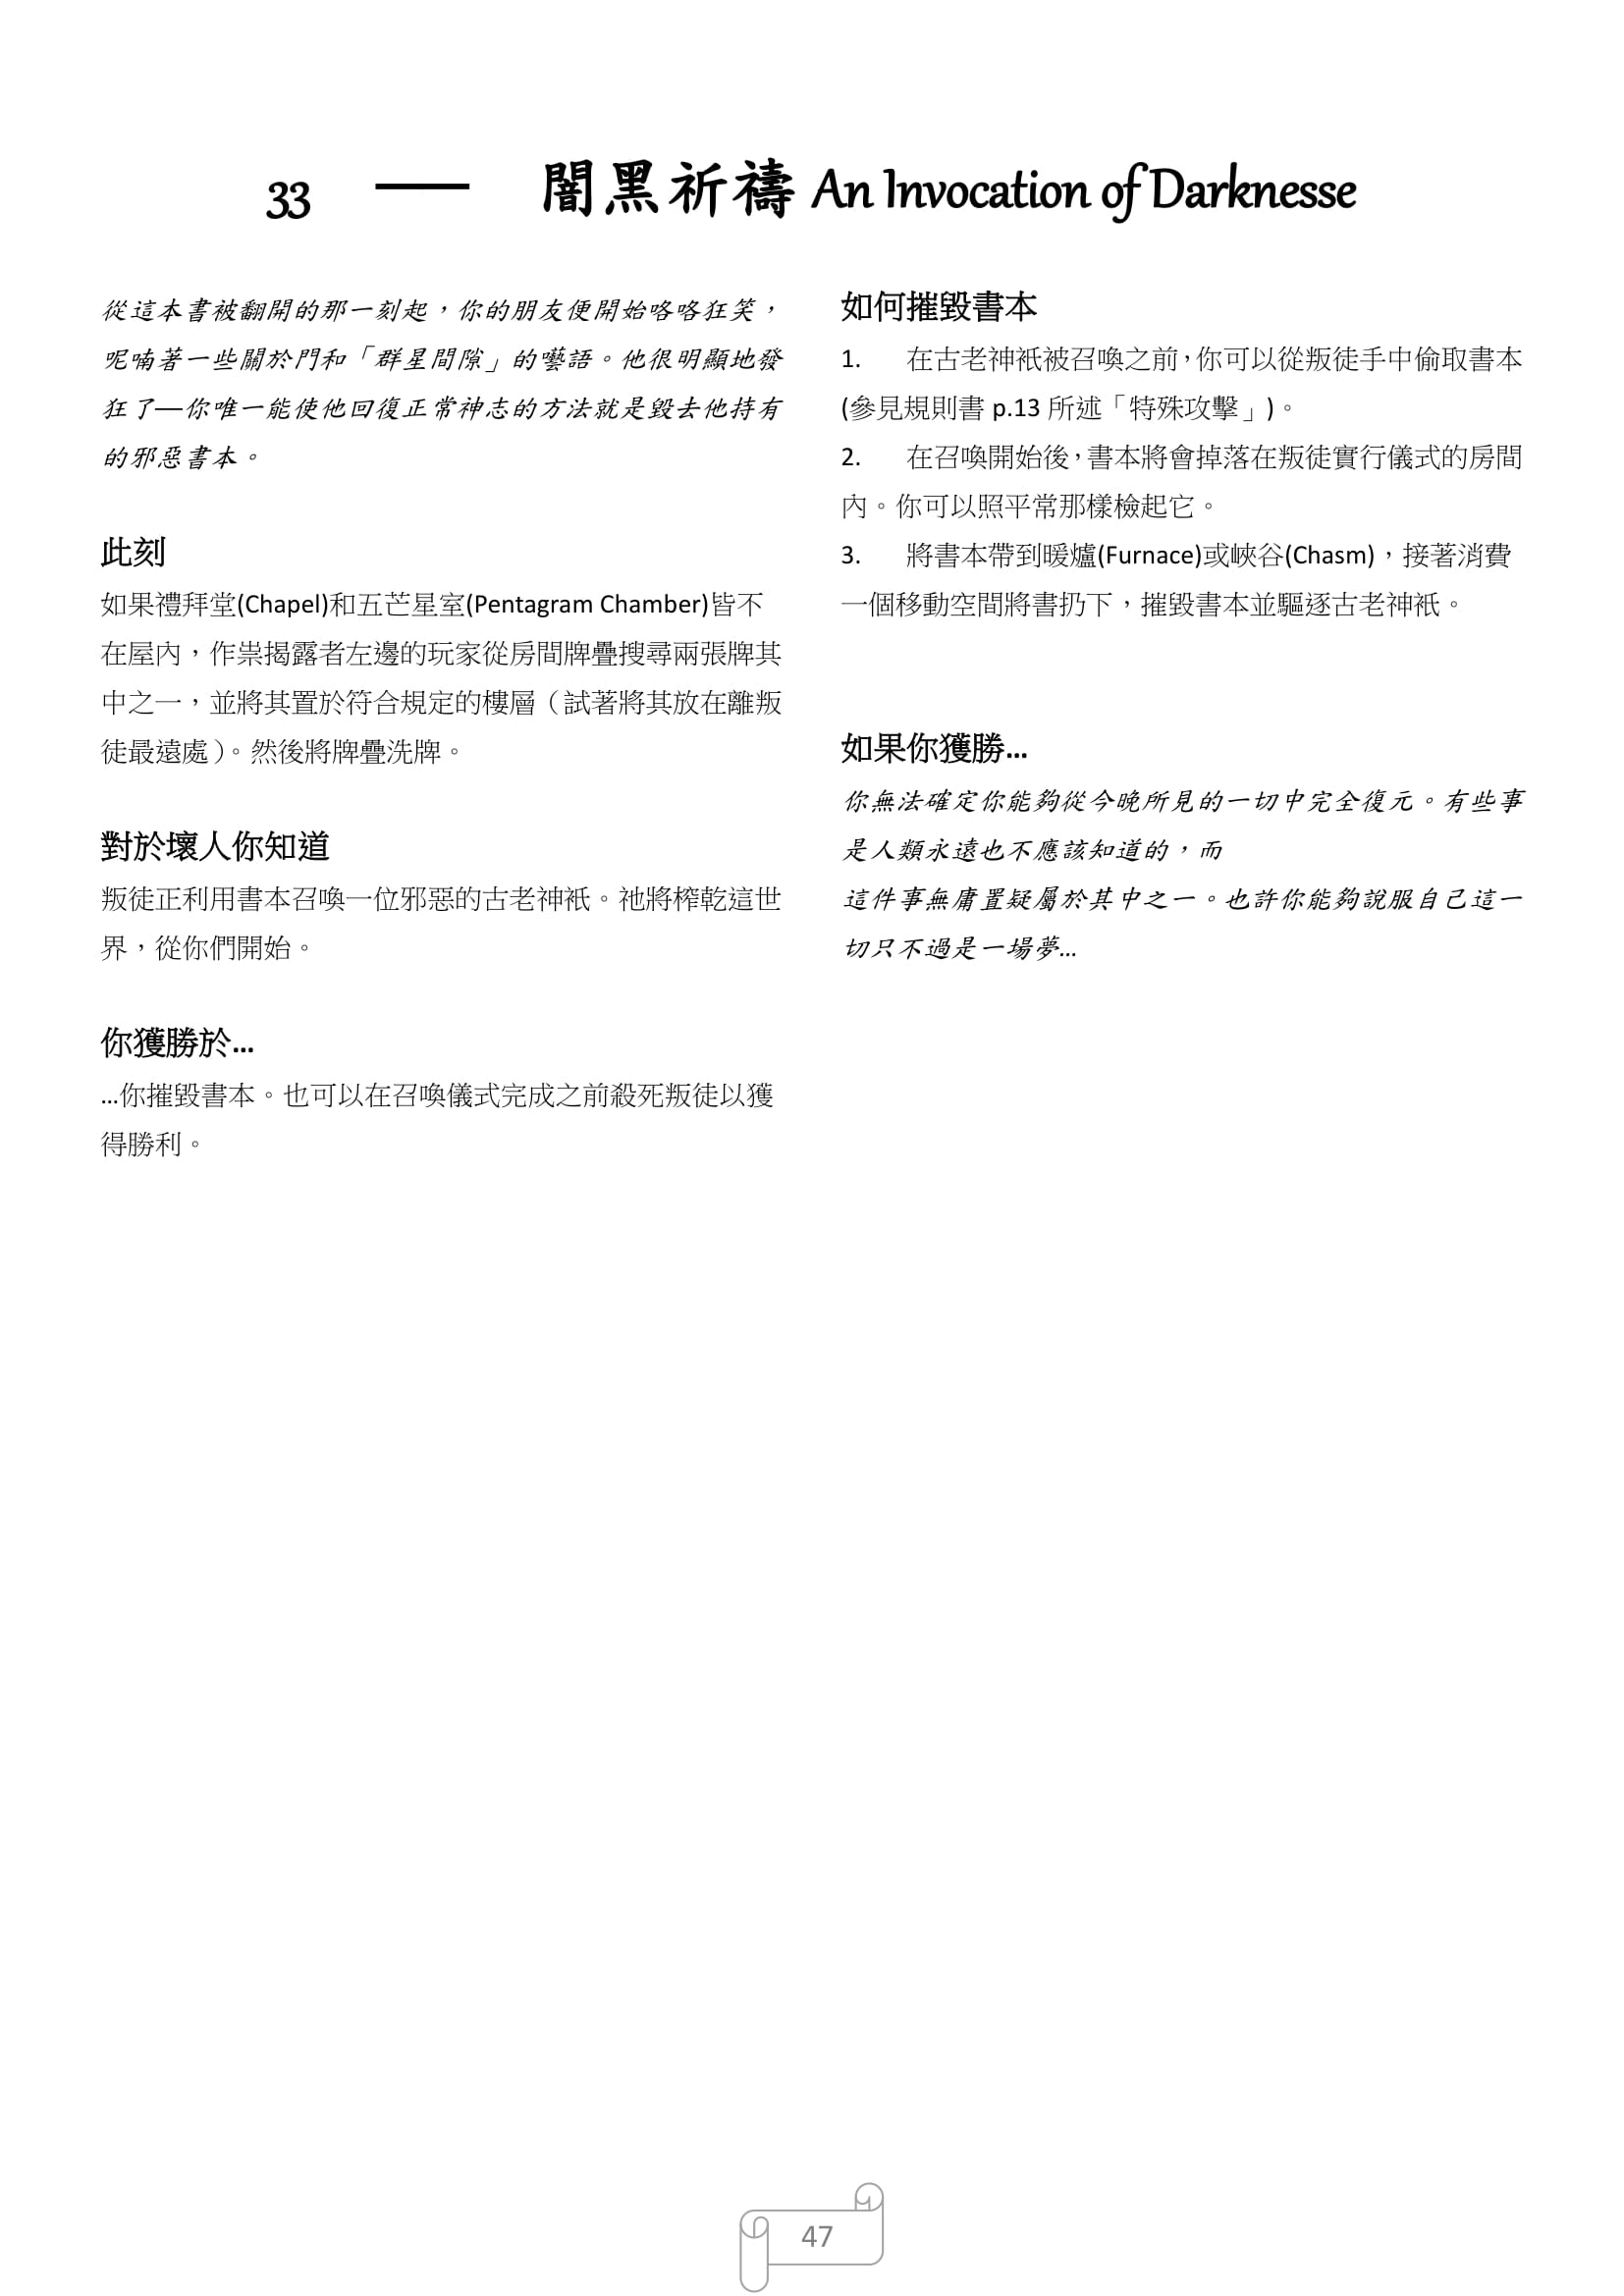 33 — 闇黑祈禱 An Invocation of Darknesse
從這本書被翻開的那一刻起，你的朋友便開始咯咯狂笑，
呢喃著一些關於門和「群星間隙」的囈語。他很明顯地發
狂了—你唯一能使他回復正常神志的方法就是毀去他持有
的邪惡書本。
此刻
如果禮拜堂(Chapel)和五芒星室(Pentagram Chamber)皆不
在屋內，作祟揭露者左邊的玩家從房間牌疊搜尋兩張牌其
中之一，並將其置於符合規定的樓層（試著將其放在離叛
徒最遠處）。然後將牌疊洗牌。
對於壞人你知道
叛徒正利用書本召喚一位邪惡的古老神祇。祂將榨乾這世
界，從你們開始。
你獲勝於...
...你摧毀書本。也可以在召喚儀式完成之前殺死叛徒以獲
得勝利。
如何摧毀書本
1. 在古老神祇被召喚之前，你可以從叛徒手中偷取書本
(參見規則書 p.13 所述「特殊攻擊」)。
2. 在召喚開始後，書本將會掉落在叛徒實行儀式的房間
內。你可以照平常那樣檢起它。
3. 將書本帶到暖爐(Furnace)或峽谷(Chasm)，接著消費
一個移動空間將書扔下，摧毀書本並驅逐古老神祇。
如果你獲勝...
你無法確定你能夠從今晚所見的一切中完全復元。有些事
是人類永遠也不應該知道的，而
這件事無庸置疑屬於其中之一。也許你能夠說服自己這一
切只不過是一場夢...
47